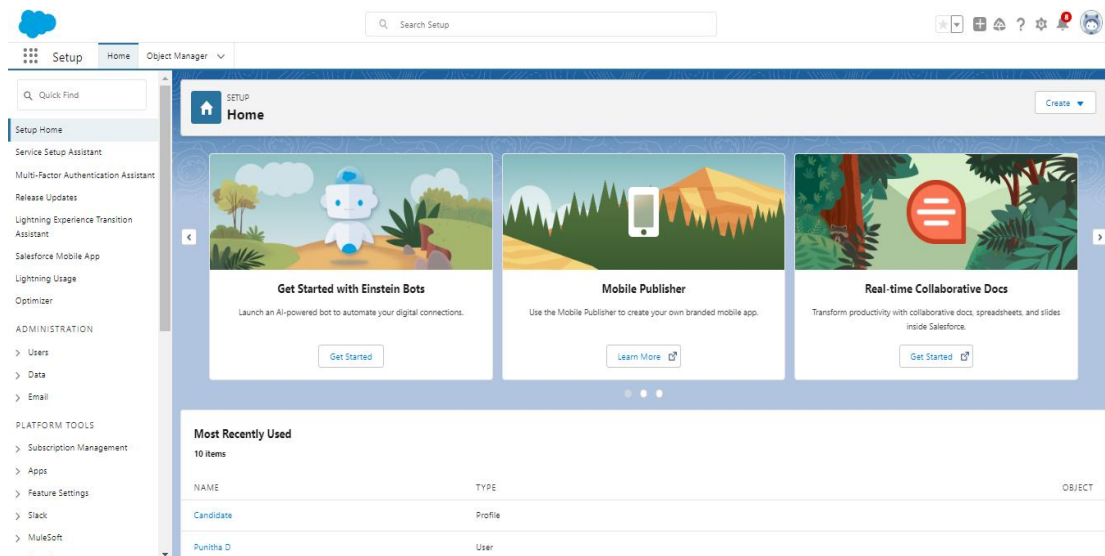 Search Setup
8
Setup
Home
Object Manager
Quick Find
Setup Home
Service Setup Assistant
Multi-Factor Authentication Assistant
Release Updates
Lightning Experience Transition
Assistant
Salesforce Mobile App
Lightning Usage
Optimizer
ADMINISTRATION
Users
Data
Email
PLATFORM TOOLS
Subscription Management
Apps
Feature Settings
Slack
MuleSoft
SETUP
Home
Create
Get Started with Einstein Bots
Launch an AI-powered bot to automate your digital connections.
Get Started
Mobile Publisher
Use the Mobile Publisher to create your own branded mobile app.
Learn More
Real-time Collaborative Docs
Transform productivity with collaborative docs, spreadsheets, and slides
inside Salesforce.
Get Started
Most Recently Used
10 items
NAME TYPE OBJECT
Candidate Profile
Punitha D User